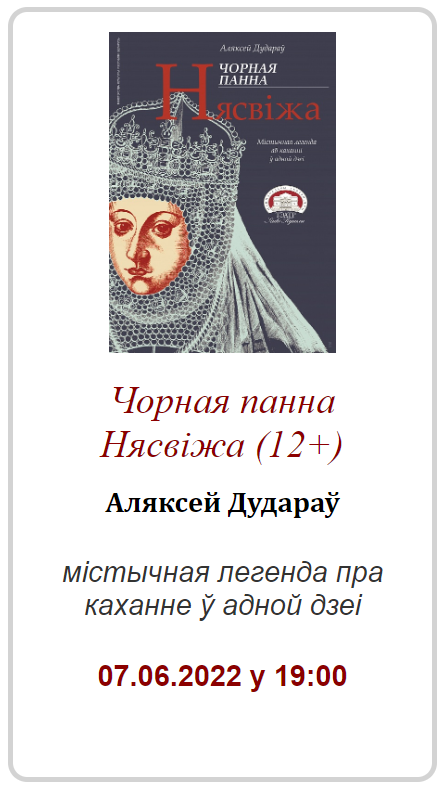 Аляксей Дудараў
ЧОРНАЯ
ПАННА
Нясвіжа
Містычная легенда
аб каханні
ў адной дзеі
Чорная панна
Нясвіжа (12+)
Аляксей Дудараў
містычная легенда пра
каханне ў адной дзеі
07.06.2022 у 19:00